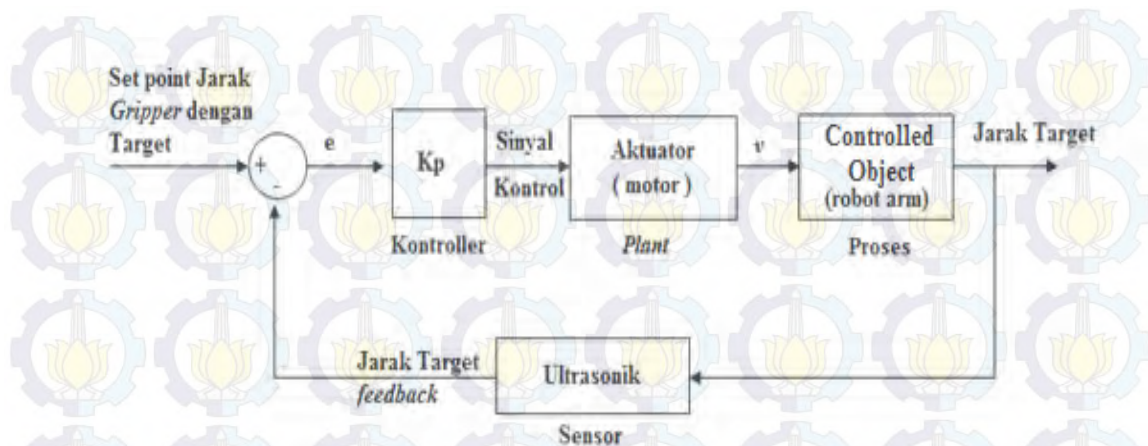 Set point Jarak
Gripper dengan
Target
+
-
e
Kp
Kontroller
Sinyal
Kontrol
Aktuator
( motor )
Plant
v
Controlled
Object
(robot arm)
Proses
Jarak Target
Jarak Target
feedback
Ultrasonik
Sensor